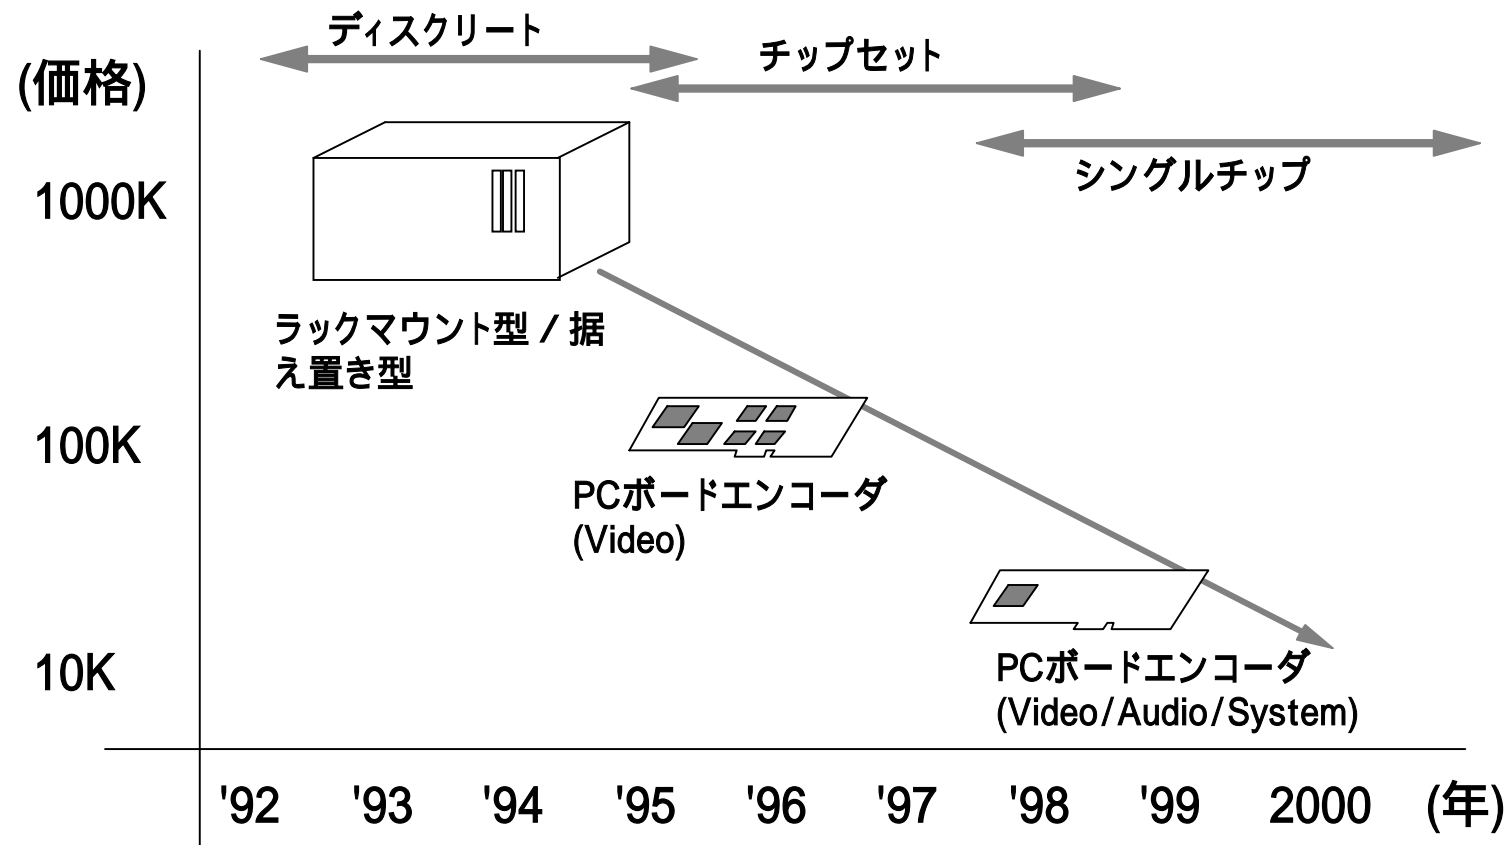 ディスクリート
チップセット
(価格)
シングルチップ
1000K
ラックマウント型 / 据
え置き型
100K
PCボードエンコーダ
(Video)
10K
PCボードエンコーダ
(Video/Audio/System)
'92 '93 '94 '95 '96 '97 '98 '99 2000 (年)